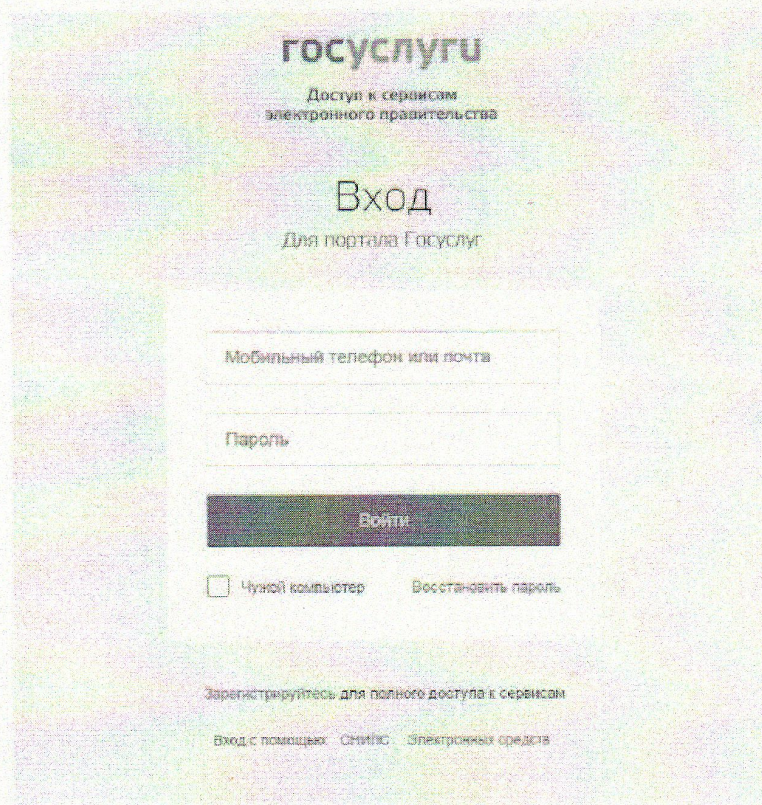 госуслуги
Доступ к сервисам
электронного правительства
Вход
Для портала Госуслуг
Мобильный телефон или почта
Пароль
Войти
Чужой компьютер Восстановить пароль
Зарегистрируйтесь для полного доступа к сервисам
Вход с помощью СНИЛС Электронных средств